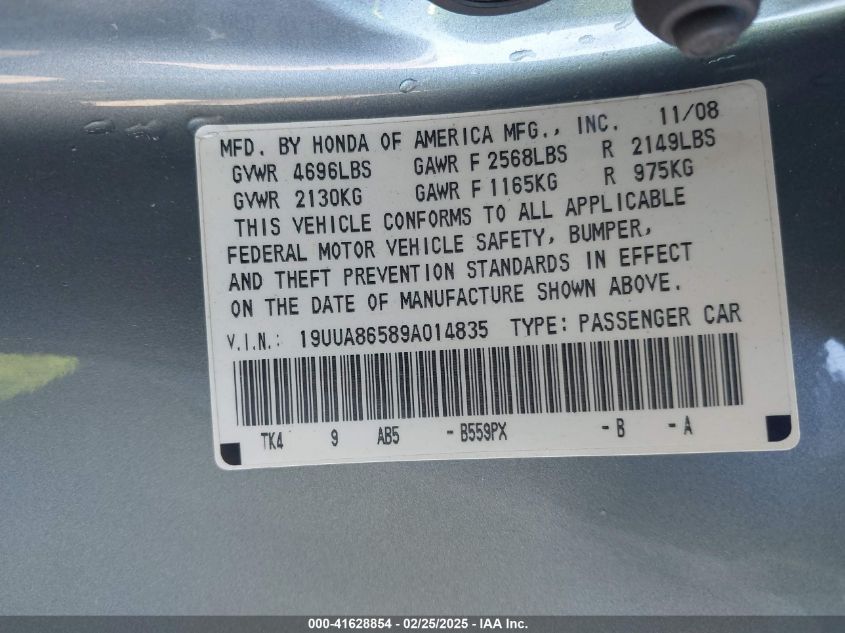 MFD. BY HONDA OF AMERICA MFG., INC. 11/08
GVWR 4696LBS GAWR F 2568LBS R 2149LBS
GVWR 2130KG GAWR F 1165KG R 975KG
THIS VEHICLE CONFORMS TO ALL APPLICABLE
FEDERAL MOTOR VEHICLE SAFETY, BUMPER,
AND THEFT PREVENTION STANDARDS IN EFFECT
ON THE DATE OF MANUFACTURE SHOWN ABOVE.
V.I.N.: 19UUA86589A014835 TYPE: PASSENGER CAR
TK4 9 AB5 -B559PX -B -A
000-41628854 - 02/25/2025 - IAA Inc.